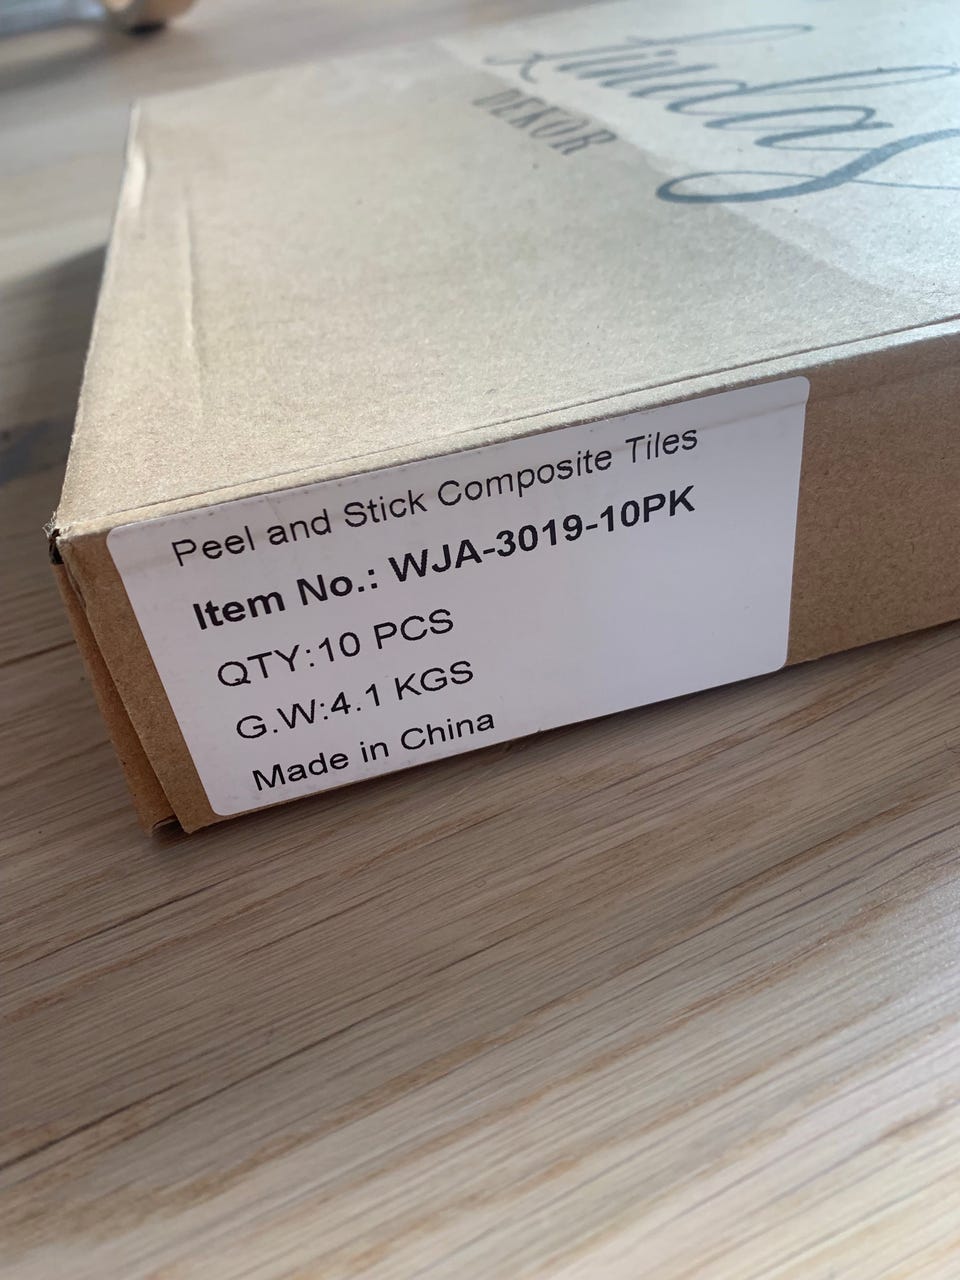 Lindas
DEKOR
Peel and Stick Composite Tiles
Item No.: WJA-3019-10PK
QTY:10 PCS
G.W:4.1 KGS
Made in China